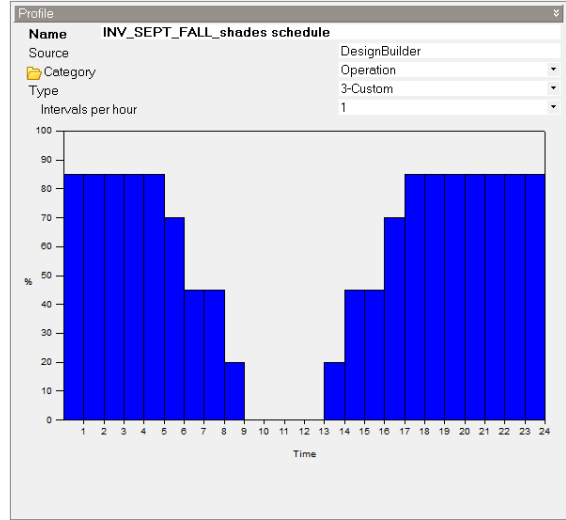 Profile
Name INV_SEPT_FALL_shades schedule
Source DesignBuilder
Category Operation
Type 3-Custom
Intervals per hour 1
100
90
80
70
60
50
%
40
30
20
10
0
1 2 3 4 5 6 7 8 9 10 11 12 13 14 15 16 17 18 19 20 21 22 23 24
Time